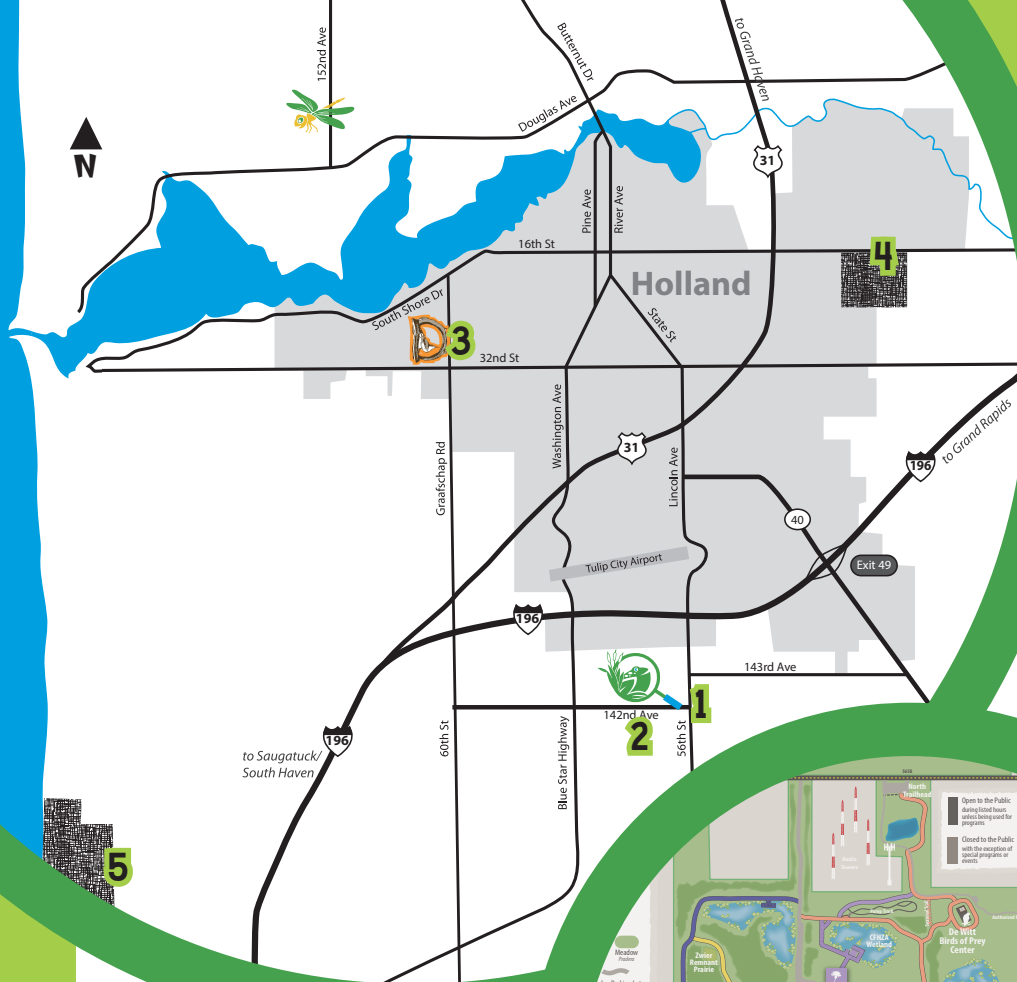 152nd Ave
Butternut Dr
to Grand Haven
Douglas Ave
N
31
Pine Ave
River Ave
16th St
4
Holland
South Shore Dr
State St
3
32nd St
Washington Ave
to Grand Rapids
31
196
Graafschap Rd
Lincoln Ave
40
Tulip City Airport
Exit 49
196
143rd Ave
1
142nd Ave
2
60th St
56th St
196
to Saugatuck/
South Haven
Blue Star Highway
5
North
Trailhead
Open to the Public
during listed hours
unless being used for
programs
Closed to the Public
with the exception of
special programs or
events
De Witt
Birds of Prey
Center
CFHZA
Wetland
Meadow
Zwier
Remnant
Prairie